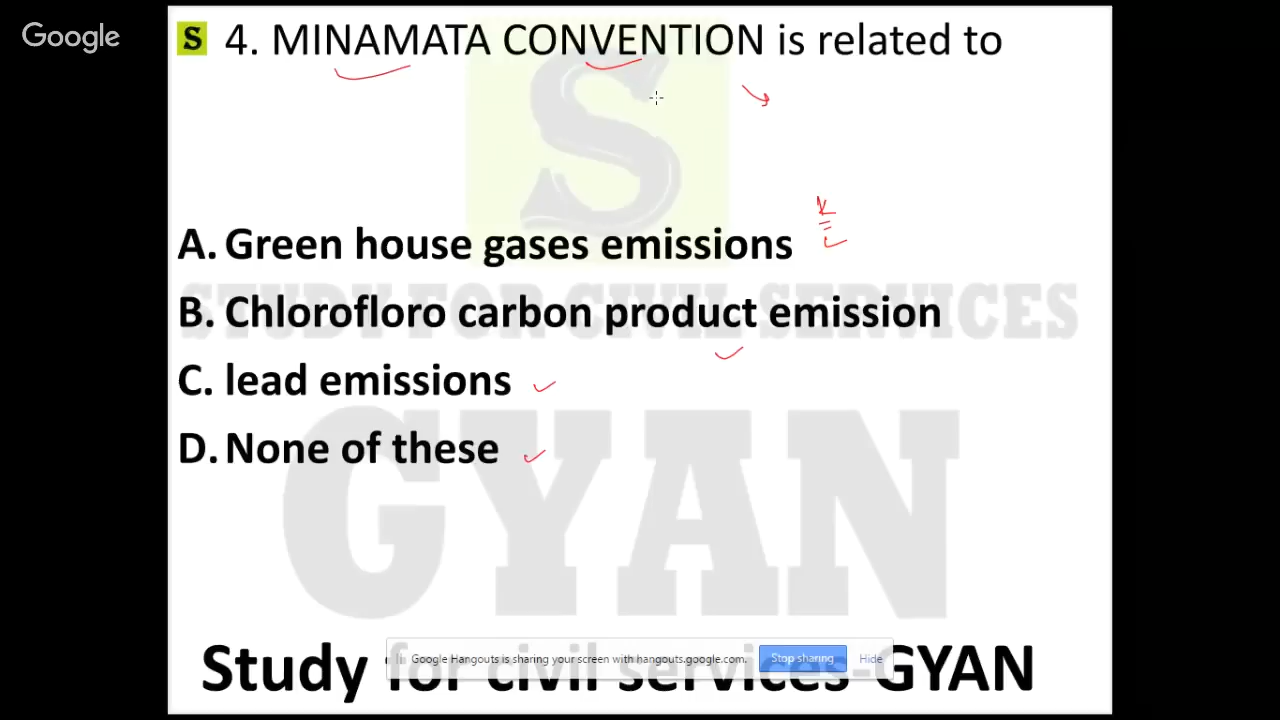 Google
S 4. MINAMATA CONVENTION is related to
S
A. Green house gases emissions
B. Chlorofloro carbon product emission
STUDY FOR CIVIL SERVICES
C. lead emissions
D. None of these
GYAN
Google Hangouts is sharing your screen with hangouts.google.com. Stop sharing Hide
Study for civil services-GYAN